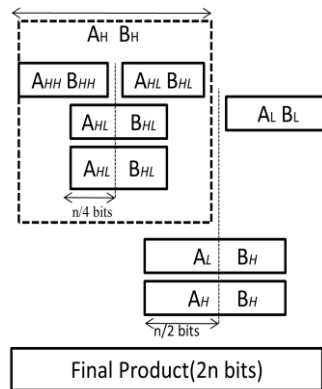 AH BH
AHH BHH AHL BHL
AHL BHL
AL BL
AHL BHL
n/4 bits
AL BH
AH BH
n/2 bits
Final Product(2n bits)